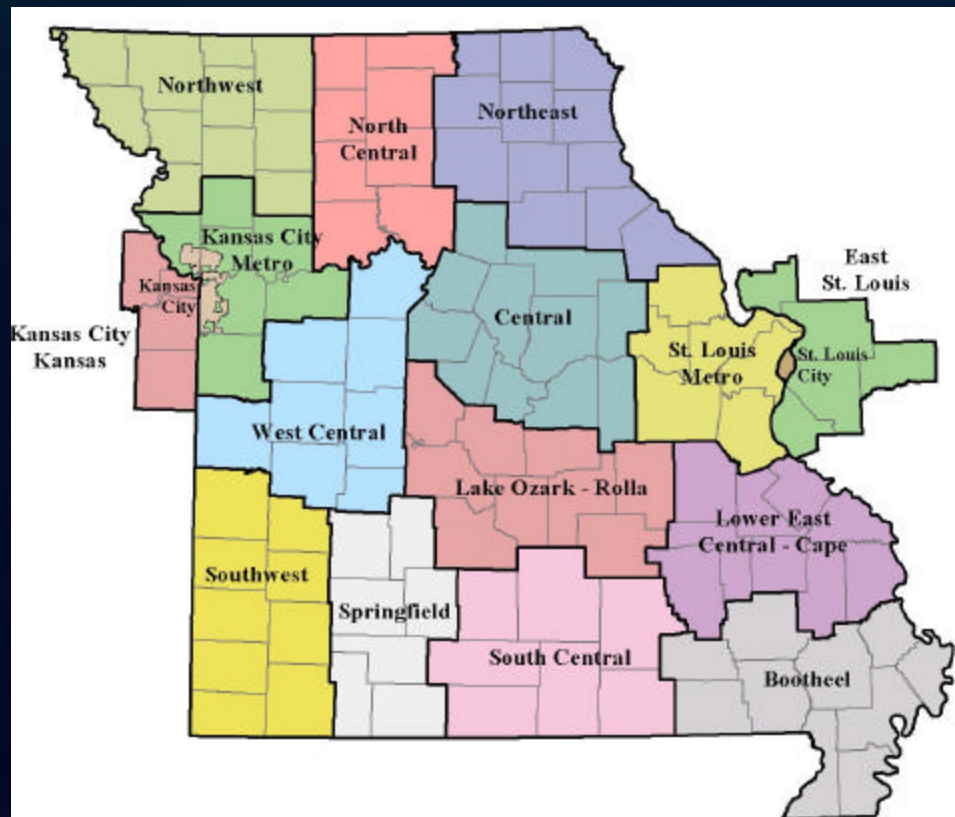 Northwest
North
Central
Northeast
Kansas City
Metro
Kansas
City
Kansas City
Kansas
East
St. Louis
Central
St. Louis
Metro
St. Louis
City
West Central
Lake Ozark - Rolla
Lower East
Central - Cape
Southwest
Springfield
South Central
Bootheel